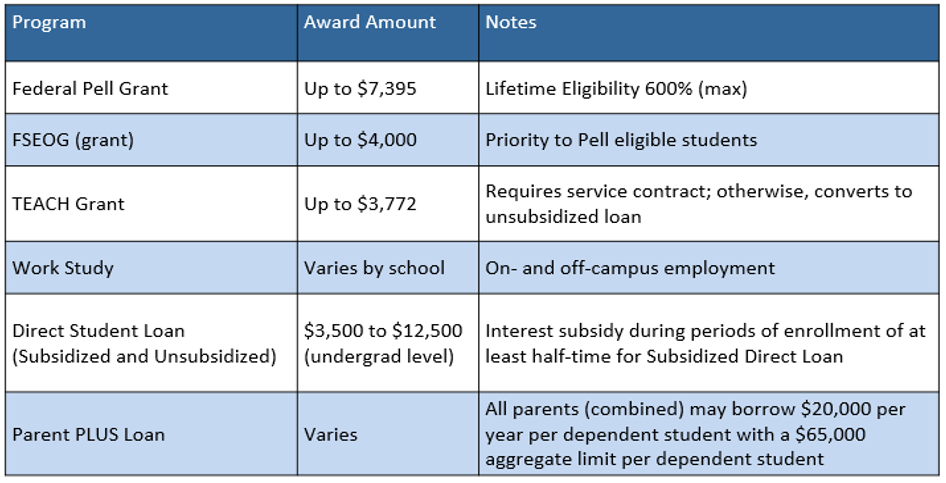 Program Award Amount Notes
Federal Pell Grant Up to $7,395 Lifetime Eligibility 600% (max)
FSEOG (grant) Up to $4,000 Priority to Pell eligible students
TEACH Grant Up to $3,772 Requires service contract; otherwise, converts to
unsubsidized loan
Work Study Varies by school On- and off-campus employment
Direct Student Loan
(Subsidized and Unsubsidized)
$3,500 to $12,500
(undergrad level)
Interest subsidy during periods of enrollment of at
least half-time for Subsidized Direct Loan
Parent PLUS Loan Varies
All parents (combined) may borrow $20,000 per
year per dependent student with a $65,000
aggregate limit per dependent student